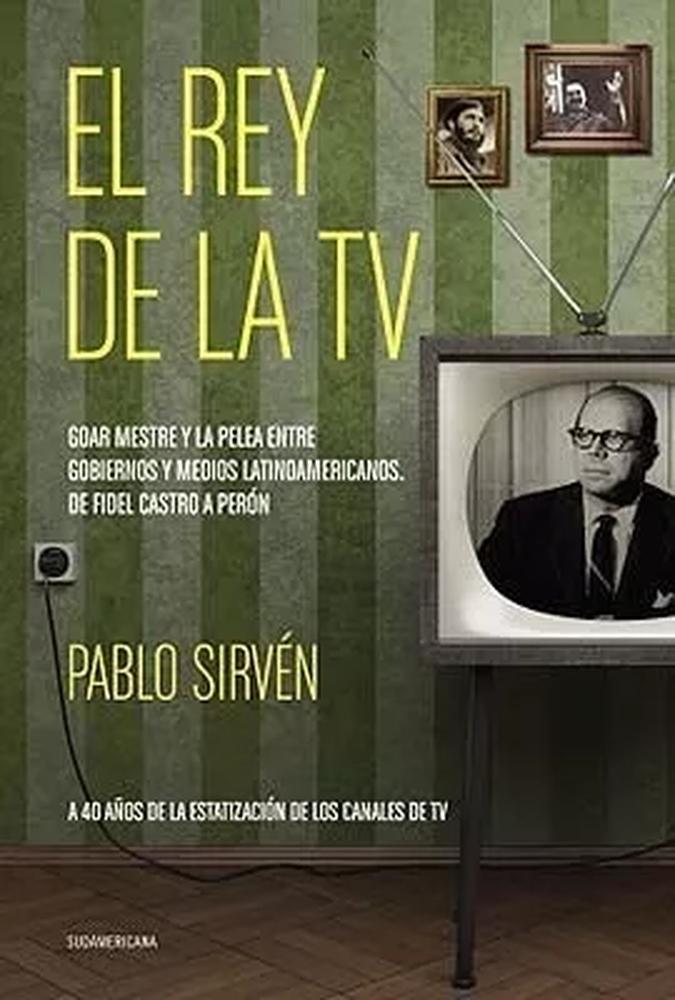 EL REY
DE LA TV
GOAR MESTRE Y LA PELEA ENTRE
GOBIERNOS Y MEDIOS LATINOAMERICANOS.
DE FIDEL CASTRO A PERÓN
PABLO SIRVÉN
A 40 AÑOS DE LA ESTATIZACIÓN DE LOS CANALES DE TV
SUDAMERICANA